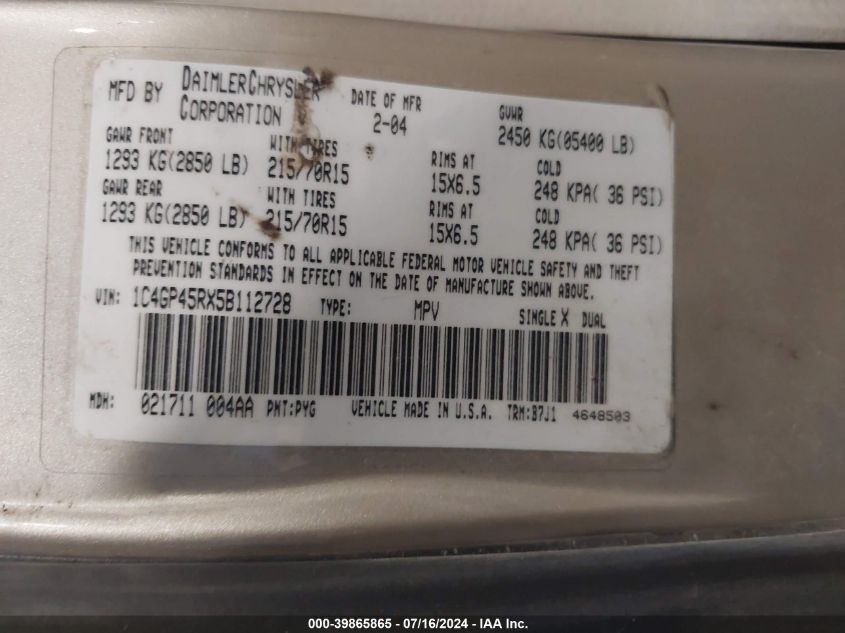 MFD BY DAIMLERCHRYSLER CORPORATION DATE OF MFR 2-04 GVWR 2450 KG(05400 LB)
GAWR FRONT WITH TIRES RIMS AT COLD
1293 KG(2850 LB) 215/70R15 15X6.5 248 KPA( 36 PSI)
GAWR REAR WITH TIRES RIMS AT COLD
1293 KG(2850 LB) 215/70R15 15X6.5 248 KPA( 36 PSI)
THIS VEHICLE CONFORMS TO ALL APPLICABLE FEDERAL MOTOR VEHICLE SAFETY AND THEFT
PREVENTION STANDARDS IN EFFECT ON THE DATE OF MANUFACTURE SHOWN ABOVE.
VIN: 1C4GP45RX5B112728 TYPE: MPV SINGLE X DUAL
MDH: 021711 004AA PNT:PYG VEHICLE MADE IN U.S.A. TRM:B7J1 4648503
000-39865865 / 07/16/2024 - IAA Inc.